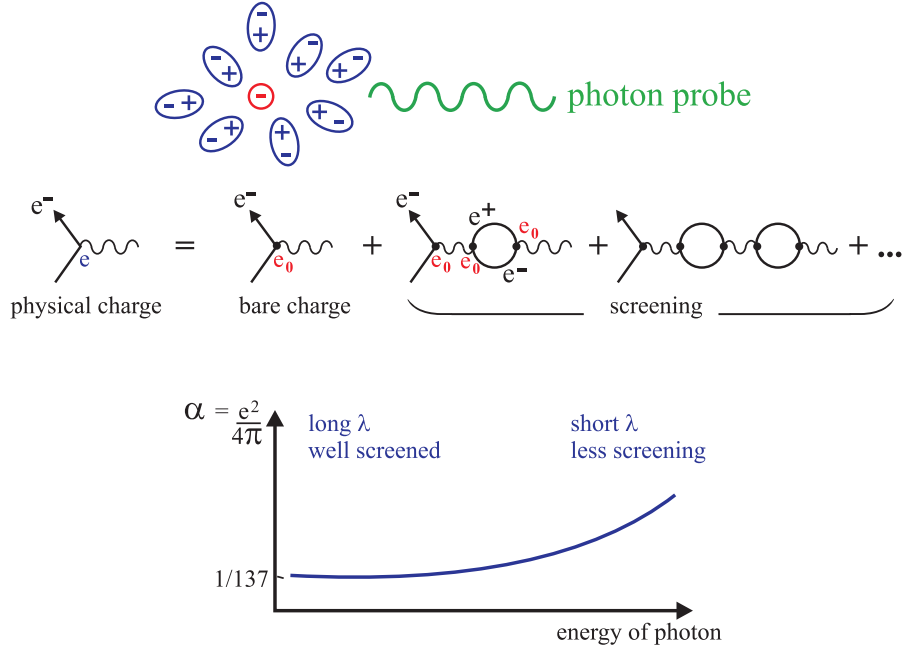 - + - + - + - + - + - - + - + + - + -
photon probe
e- e- e- e+ e0
= + + + ...
e e0 e0 e0 e-
physical charge bare charge screening
α = e²/4π
long λ short λ
well screened less screening
1/137
energy of photon